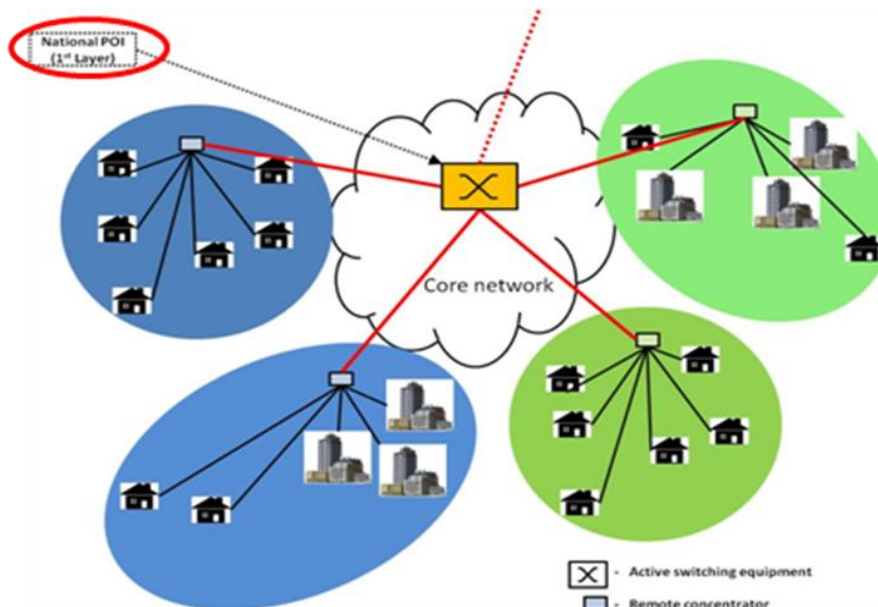 National POI
(1st Layer)
Core network
- Active switching equipment
- Remote concentrator